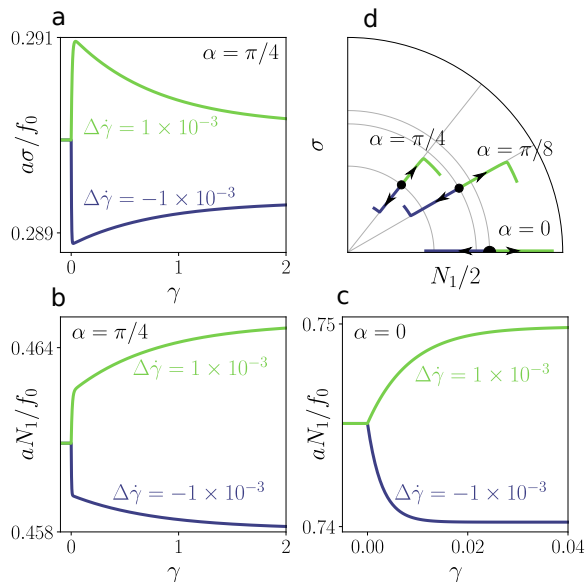 a
0.291
α = π/4
aσ/f₀
Δγ̇ = 1 × 10⁻³
Δγ̇ = −1 × 10⁻³
0.289
0
1
2
γ
d
σ
α = π/4
α = π/8
α = 0
N₁/2
b
α = π/4
0.464
aN₁/f₀
Δγ̇ = 1 × 10⁻³
Δγ̇ = −1 × 10⁻³
0.458
0
1
2
γ
c
0.75
α = 0
aN₁/f₀
Δγ̇ = 1 × 10⁻³
Δγ̇ = −1 × 10⁻³
0.74
0.00
0.02
0.04
γ